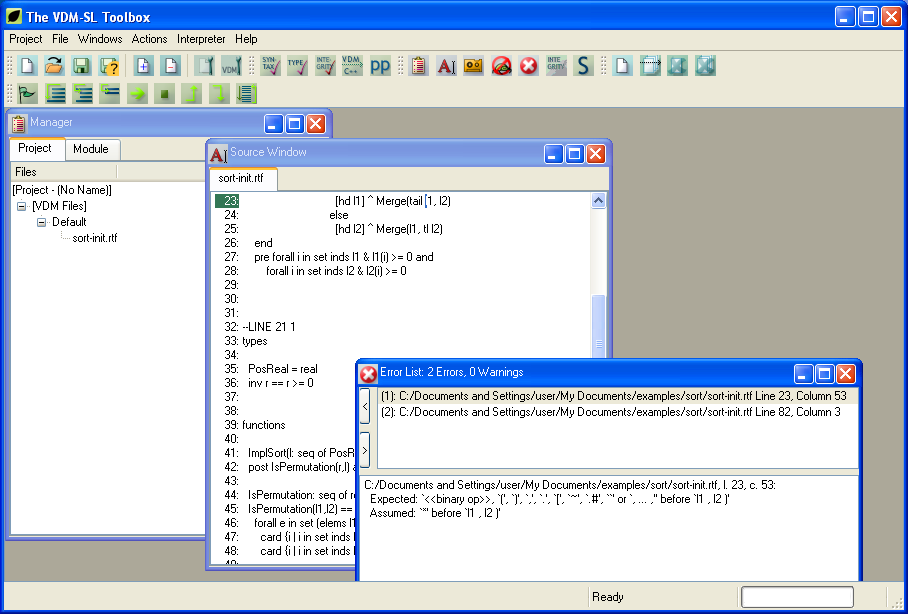 The VDM-SL Toolbox
Project File Windows Actions Interpreter Help
SYN-TAX TYPE INTE-GRITY VDM C++ pp INTE GRITY S
Manager
Project Module
Files
[Project - (No Name)]
[VDM Files]
Default
sort-init.rtf
Source Window
sort-init.rtf
23: [hd l1] ^ Merge(tail l1, l2)
24: else
25: [hd l2] ^ Merge(l1, tl l2)
26: end
27: pre forall i in set inds l1 & l1(i) >= 0 and
28: forall i in set inds l2 & l2(i) >= 0
29:
30:
31:
32: --LINE 21 1
33: types
34:
35: PosReal = real
36: inv r == r >= 0
37:
38:
39: functions
40:
41: ImplSort(l: seq of PosR
42: post IsPermutation(r,l) a
43:
44: IsPermutation: seq of re
45: IsPermutation(l1,l2) ==
46: forall e in set (elems l1
47: card {i | i in set inds l
48: card {i | i in set inds l
49:
Error List: 2 Errors, 0 Warnings
(1): C:/Documents and Settings/user/My Documents/examples/sort/sort-init.rtf Line 23, Column 53
(2): C:/Documents and Settings/user/My Documents/examples/sort/sort-init.rtf Line 82, Column 3
C:/Documents and Settings/user/My Documents/examples/sort/sort-init.rtf, l. 23, c. 53:
Expected: `<<binary op>>, `(', `)', `,', `.', `[', `~', `.#', `` or `, ... ,'' before `l1 , l2 )'
Assumed: `'' before `l1 , l2 )'
Ready